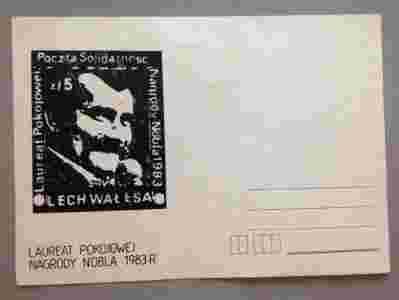 Poczta Solidarność
Laureat Pokojowej
Nagrody Nobla 1983
zł 5
LECH WAŁĘSA
LAUREAT POKOJOWEJ
NAGRODY NOBLA 1983 R